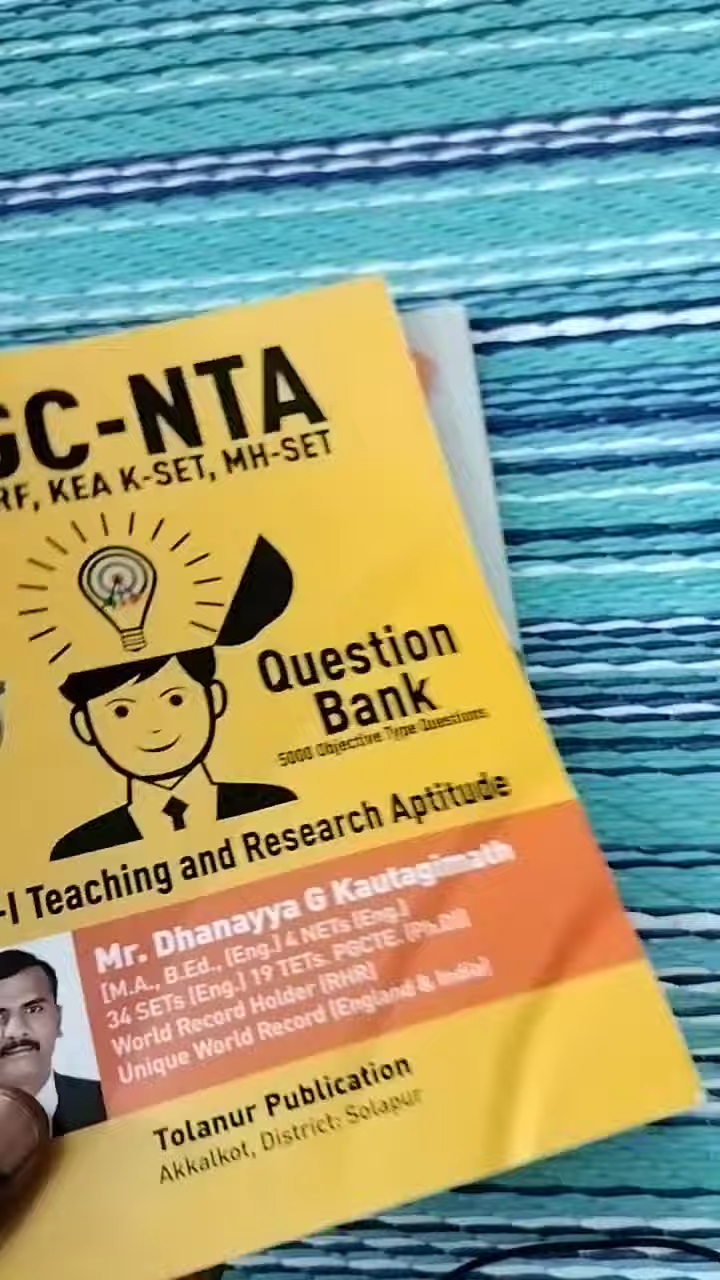 GC-NTA
RF, KEA K-SET, MH-SET
Question
Bank
5000 Objective Type Questions
-I Teaching and Research Aptitude
Mr. Dhanayya G Kautagimath
[M.A., B.Ed., (Eng.) 4 NETs (Eng.)
34 SETs (Eng.) 19 TETs. PGCTE. (Ph.D)]
World Record Holder (RHR)
Unique World Record (England & India)
Tolanur Publication
Akkalkot, District: Solapur